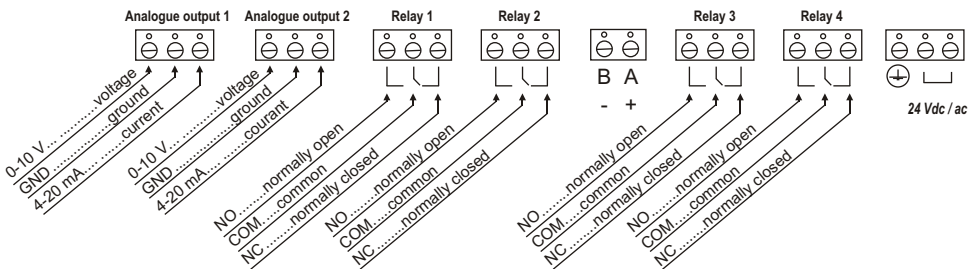 Analogue output 1
Analogue output 2
Relay 1
Relay 2
Relay 3
Relay 4
B A
- +
24 Vdc / ac
0-10 V............voltage
GND............ground
4-20 mA..........current
0-10 V............voltage
GND............ground
4-20 mA......courant
NO.......normally open
COM.....common
NC........normally closed
NO.......normally open
COM.....common
NC........normally closed
NO.......normally open
COM.....common
NC........normally closed
NO.......normally open
COM.....common
NC........normally closed